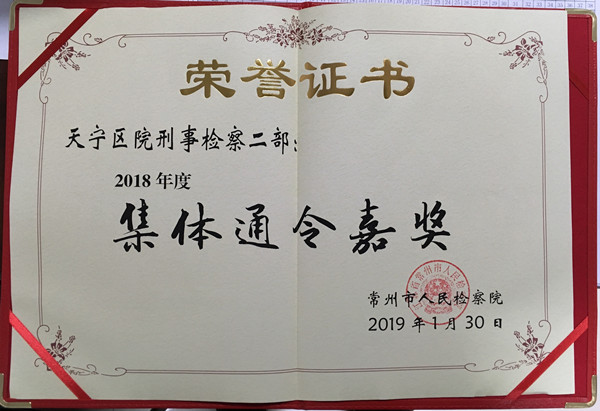 荣誉证书
天宁区院刑事检察二部：
2018年度
集体通令嘉奖
常州市人民检察院
2019年1月30日